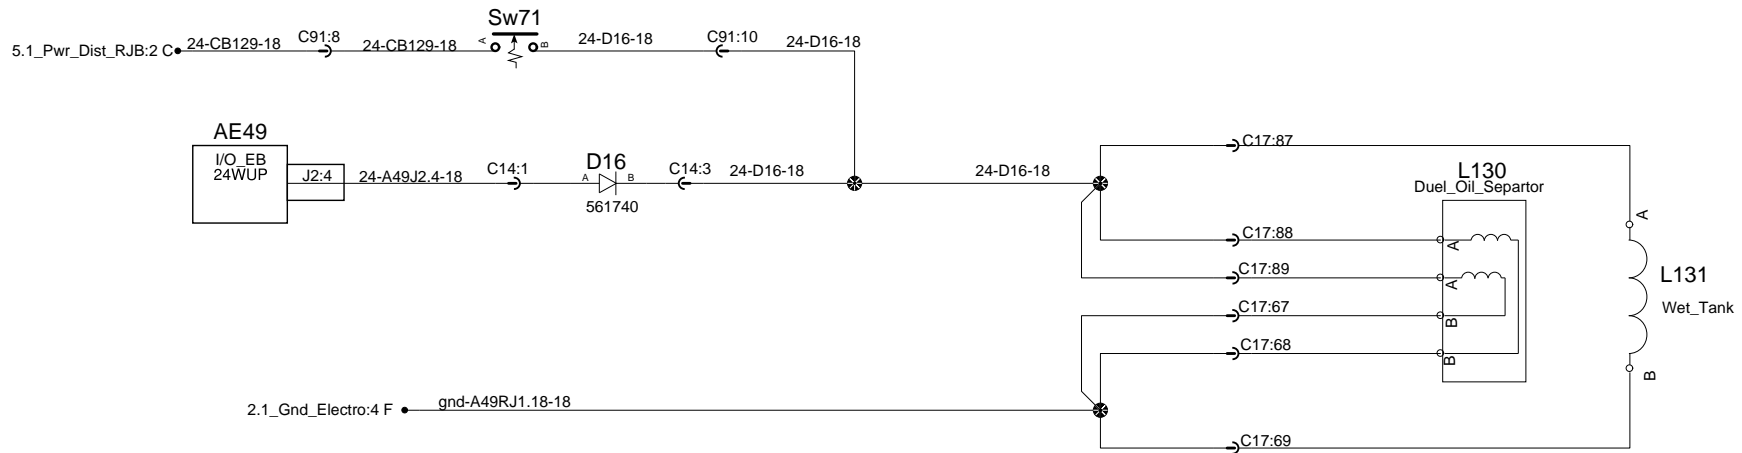 Sw71
5.1_Pwr_Dist_RJB:2 C
24-CB129-18
C91:8
24-CB129-18
A
B
24-D16-18
C91:10
24-D16-18
AE49
I/O_EB
24WUP
J2:4
24-A49J2.4-18
C14:1
D16
A
B
561740
C14:3
24-D16-18
24-D16-18
C17:87
L130
Duel_Oil_Separtor
A
C17:88
A
C17:89
A
L131
Wet_Tank
C17:67
B
C17:68
B
B
2.1_Gnd_Electro:4 F
gnd-A49RJ1.18-18
C17:69